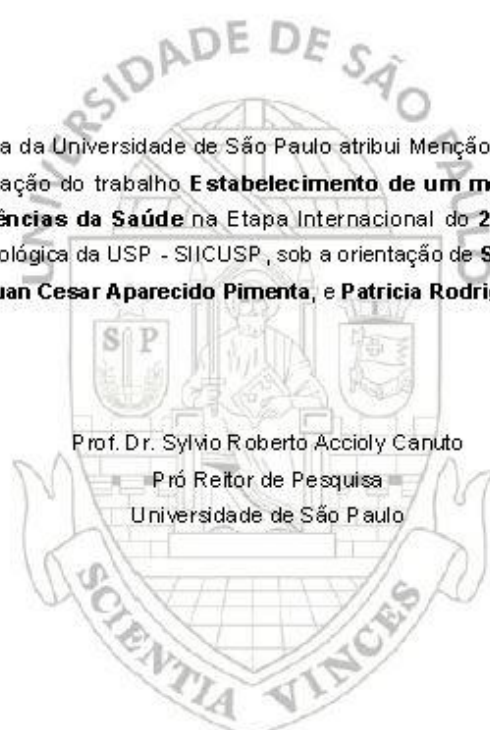 UNIVERSIDADE DE SÃO PAULO
a da Universidade de São Paulo atribui Menção
ação do trabalho Estabelecimento de um m
ências da Saúde na Etapa Internacional do 2
ológica da USP - SIICUSP, sob a orientação de S
uan Cesar Aparecido Pimenta, e Patricia Rodri
S P
Prof. Dr. Sylvio Roberto Accioly Canuto
Pró Reitor de Pesquisa
Universidade de São Paulo
SCIENTIA VINCES